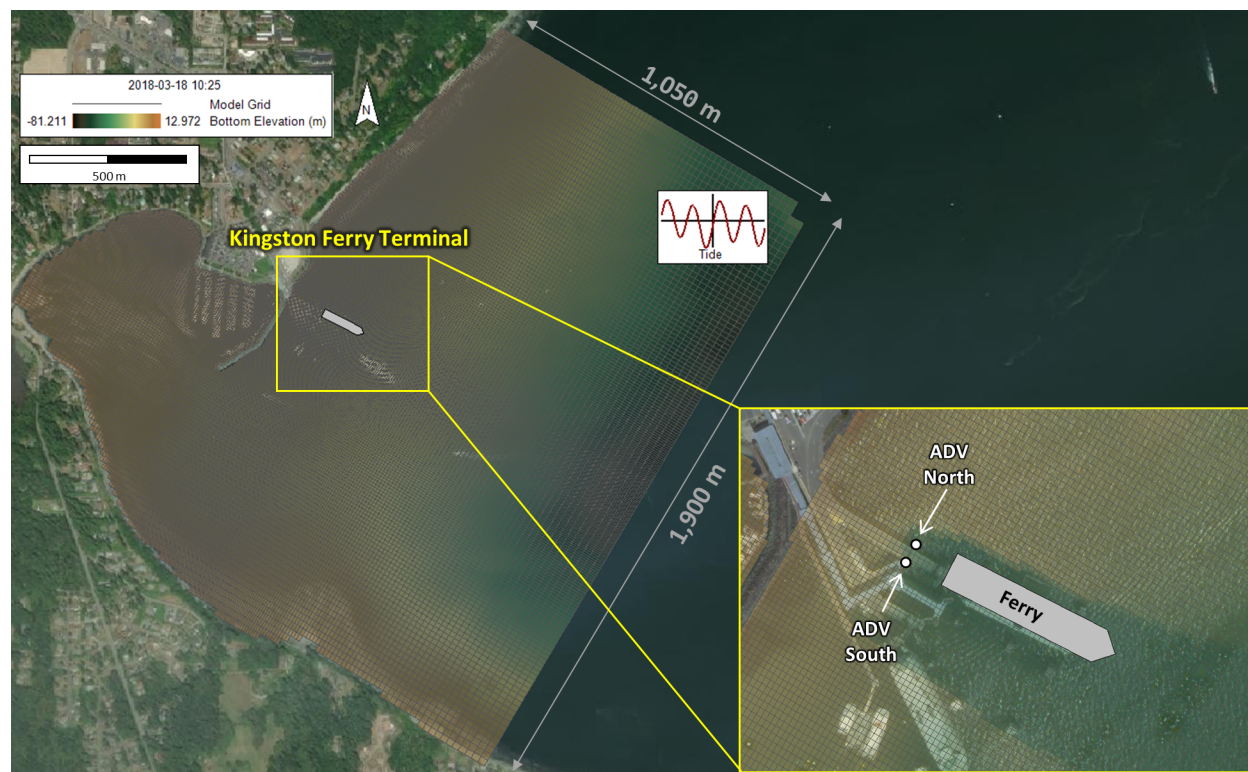 1,050 m
2018-03-18 10:25
Model Grid
-81.211 12.972 Bottom Elevation (m)
N
500 m
Tide
Kingston Ferry Terminal
1,900 m
ADV
North
Ferry
ADV
South